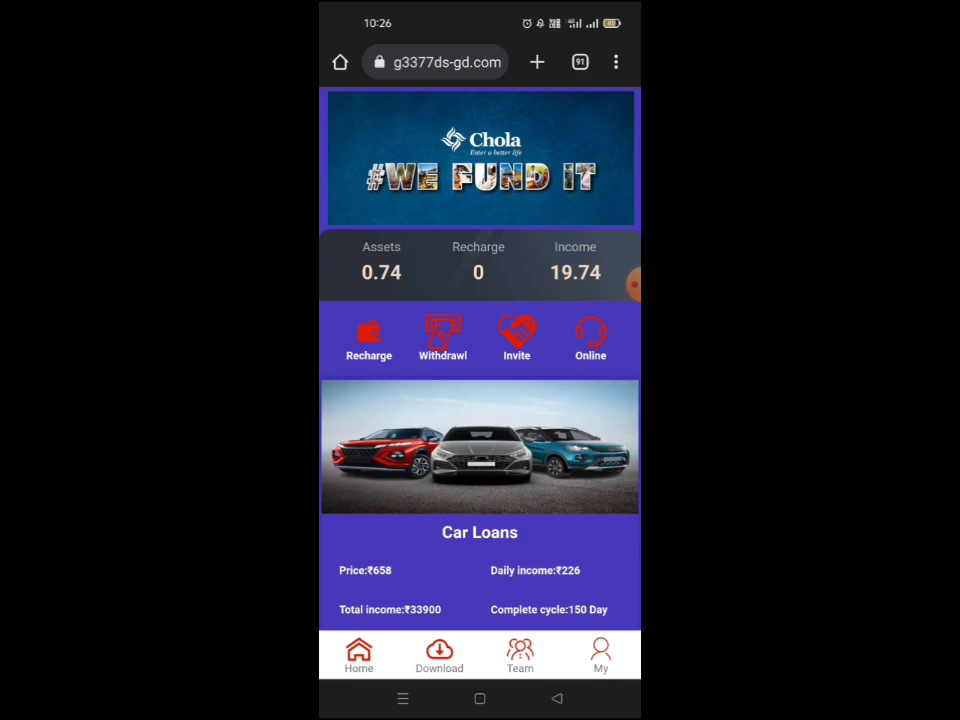 10:26
g3377ds-gd.com
91
Chola
Enter a better life
#WE FUND IT
Assets Recharge Income
0.74 0 19.74
Recharge Withdrawl Invite Online
Car Loans
Price:₹658 Daily income:₹226
Total income:₹33900 Complete cycle:150 Day
Home Download Team My